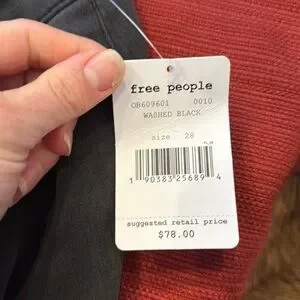 free people
OB609601 0010
WASHED BLACK
size 28
1 90383 25689 4
suggested retail price
$78.00